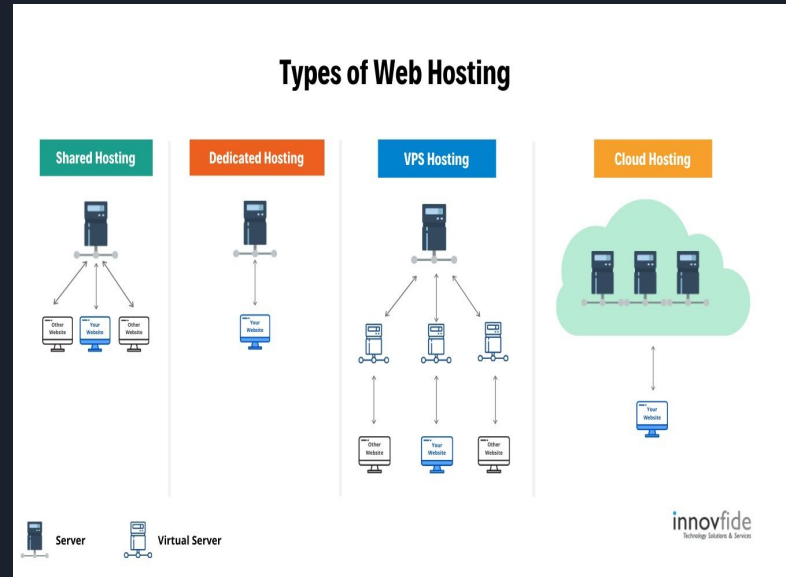 Types of Web Hosting
Shared Hosting
Other
Website
Your
Website
Other
Website
Dedicated Hosting
Your
Website
VPS Hosting
Other
Website
Your
Website
Other
Website
Cloud Hosting
Your
Website
Server
Virtual Server
innovfide
Technology Solutions & Services